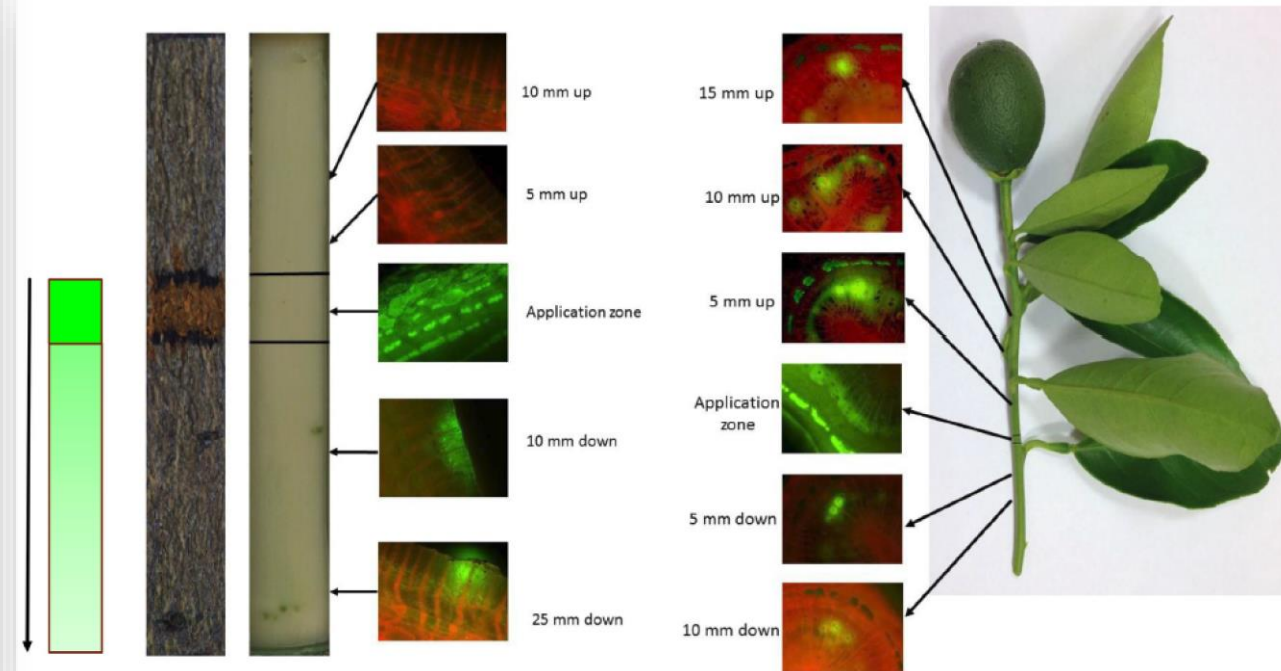 10 mm up
5 mm up
Application zone
10 mm down
25 mm down
15 mm up
10 mm up
5 mm up
Application
zone
5 mm down
10 mm down